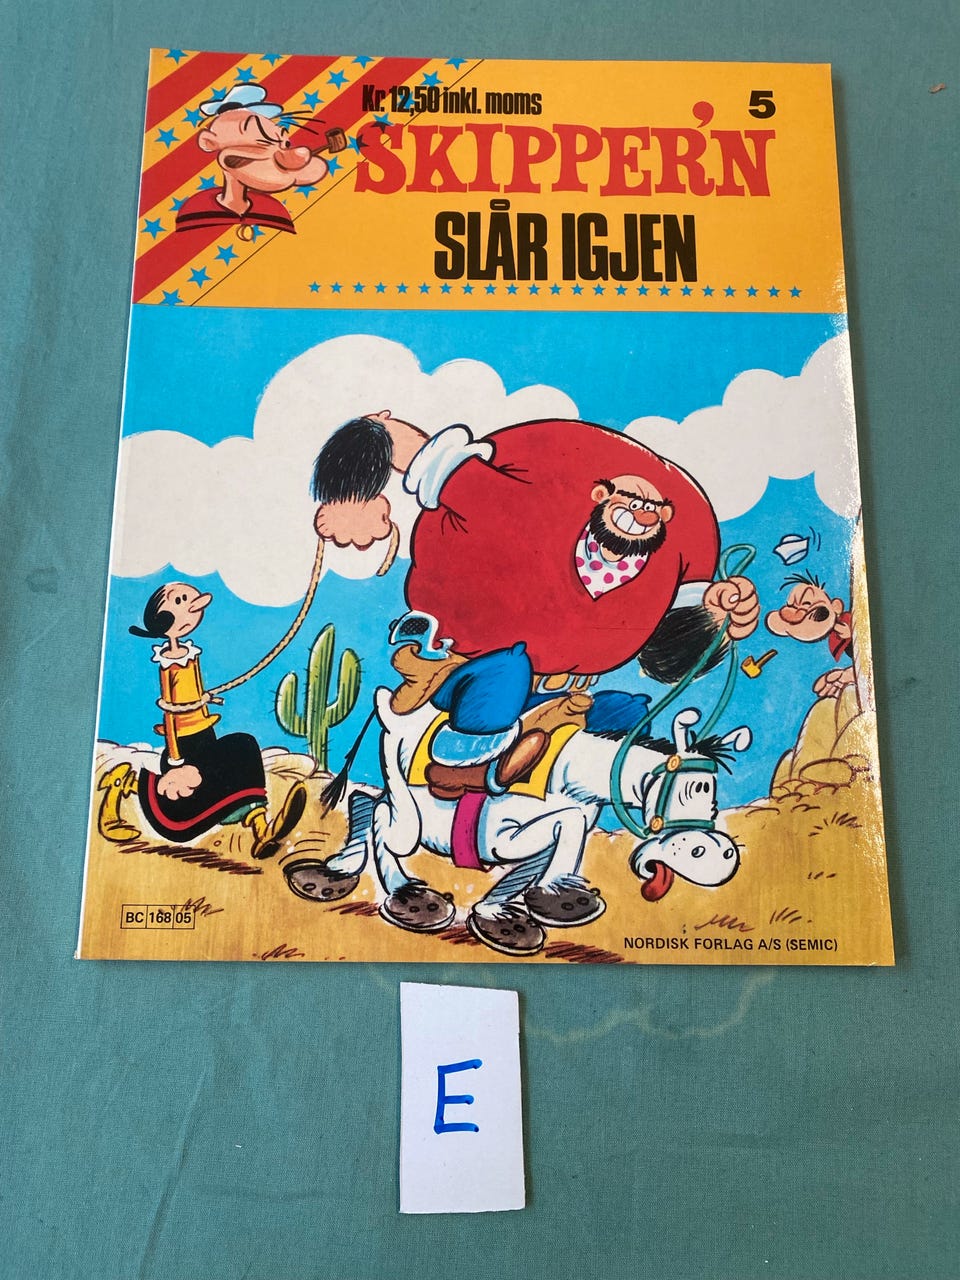 Kr. 12,50 inkl. moms
5
SKIPPER'N
SLÅR IGJEN
BC 168 05
NORDISK FORLAG A/S (SEMIC)
E